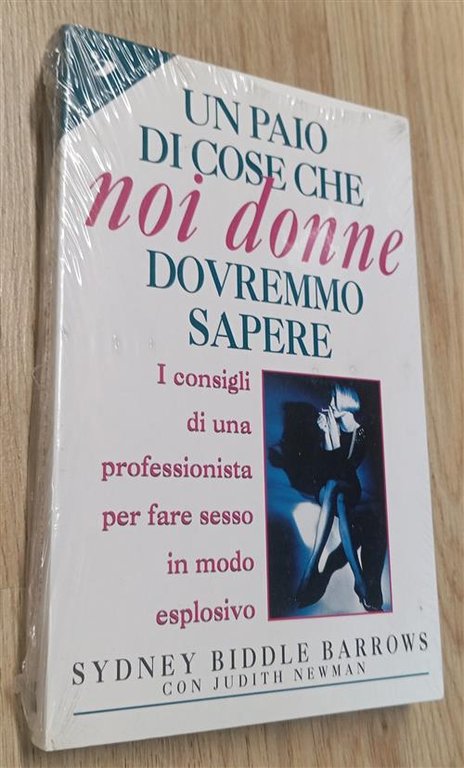 UN PAIO
DI COSE CHE
noi donne
DOVREMMO
SAPERE
I consigli
di una
professionista
per fare sesso
in modo
esplosivo
SYDNEY BIDDLE BARROWS
CON JUDITH NEWMAN